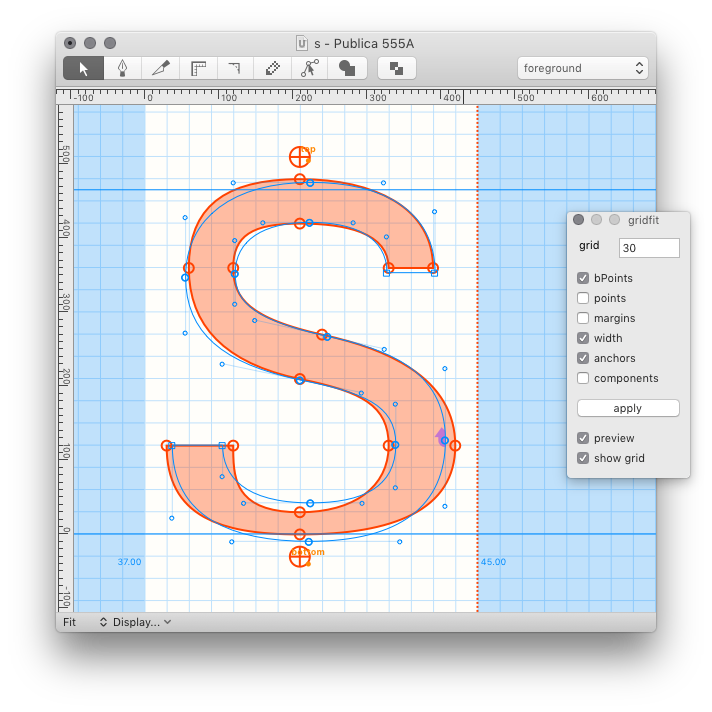 s - Publica 555A
foreground
-100 0 100 200 300 400 500 600
500
400
300
200
100
0
-100
top
bottom
37.00
45.00
Fit
Display...
gridfit
grid 30
bPoints
points
margins
width
anchors
components
apply
preview
show grid